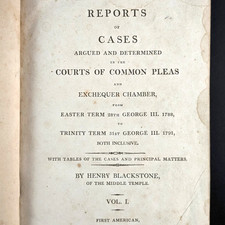 REPORTS
OF
CASES
ARGUED AND DETERMINED
IN THE
COURTS OF COMMON PLEAS
AND
EXCHEQUER CHAMBER,
FROM
EASTER TERM 28TH GEORGE III. 1788,
TO
TRINITY TERM 31ST GEORGE III. 1791,
BOTH INCLUSIVE.
WITH TABLES OF THE CASES AND PRINCIPAL MATTERS.
BY HENRY BLACKSTONE,
OF THE MIDDLE TEMPLE.
VOL. I.
FIRST AMERICAN,